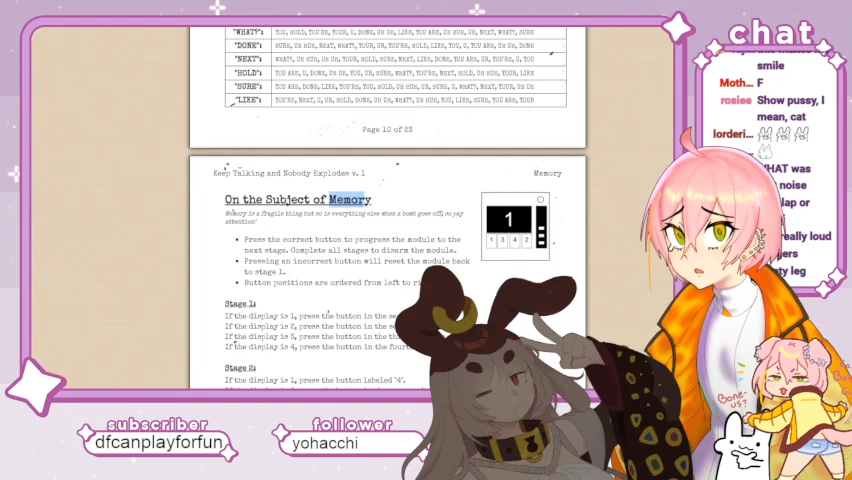 "WHAT?": YOU, HOLD, YOU'RE, YOUR, U, DONE, UH UH, LIKE, YOU ARE, UH HUH, UR, NEXT, WHAT?, SURE
"DONE": SURE, UH HUH, NEXT, WHAT?, YOUR, UR, YOU'RE, HOLD, LIKE, YOU, U, YOU ARE, UH UH, DONE
"NEXT": WHAT?, UH HUH, UH UH, YOUR, HOLD, SURE, NEXT, LIKE, DONE, YOU ARE, UR, YOU'RE, U, YOU
"HOLD": YOU ARE, U, DONE, UH UH, YOU, UR, SURE, WHAT?, YOU'RE, NEXT, HOLD, UH HUH, YOUR, LIKE
"SURE": YOU ARE, DONE, LIKE, YOU'RE, YOU, HOLD, UH HUH, UR, SURE, U, WHAT?, NEXT, YOUR, UH UH
"LIKE": YOU'RE, NEXT, U, UR, HOLD, DONE, UH UH, WHAT?, UH HUH, YOU, LIKE, SURE, YOU ARE, YOUR
Page 10 of 23
Keep Talking and Nobody Explodes v. 1
Memory
On the Subject of Memory
Memory is a fragile thing but so is everything else when a bomb goes off, so pay
attention!
Press the correct button to progress the module to the
next stage. Complete all stages to disarm the module.
Pressing an incorrect button will reset the module back
to stage 1.
Button positions are ordered from left to
1
1 3 4 2
Stage 1:
If the display is 1, press the button in the
If the display is 2, press the button in the
If the display is 3, press the button in the
If the display is 4, press the button in the
Stage 2:
If the display is 1, press the button labeled "4".
chat
smile
Moth... F
rosiee Show pussy, I
mean, cat
lorderi...
WHAT was
noise
lap or
really loud
leg
BONE-
US?
subscriber
dfcanplayforfun
follower
yohacchi